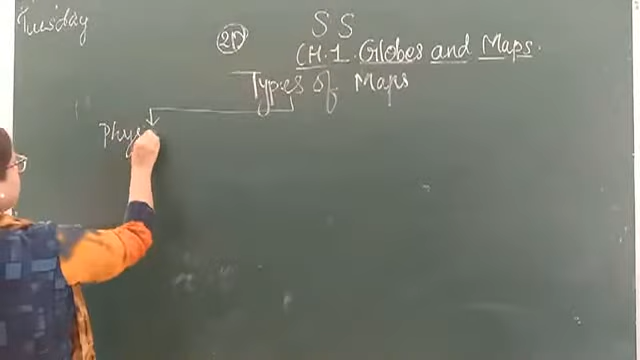 Tuesday
SS
CH.1 Globes and Maps.
Types of Maps
Phys